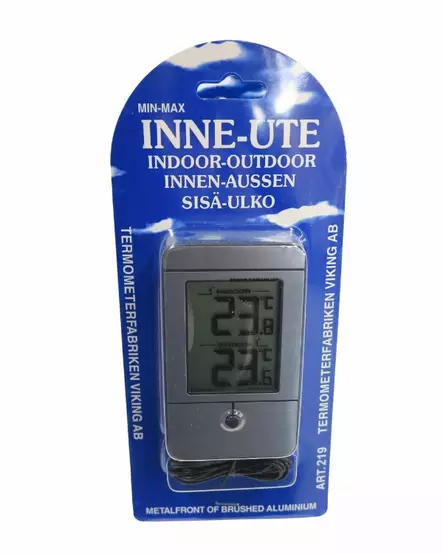 MIN-MAX
INNE-UTE
INDOOR-OUTDOOR
INNEN-AUSSEN
SISÄ-ULKO
TERMOMETERFABRIKEN VIKING AB
23.8 °C
23.6 °C
ART.219 TERMOMETERFABRIKEN VIKING AB
METALFRONT OF BRUSHED ALUMINIUM